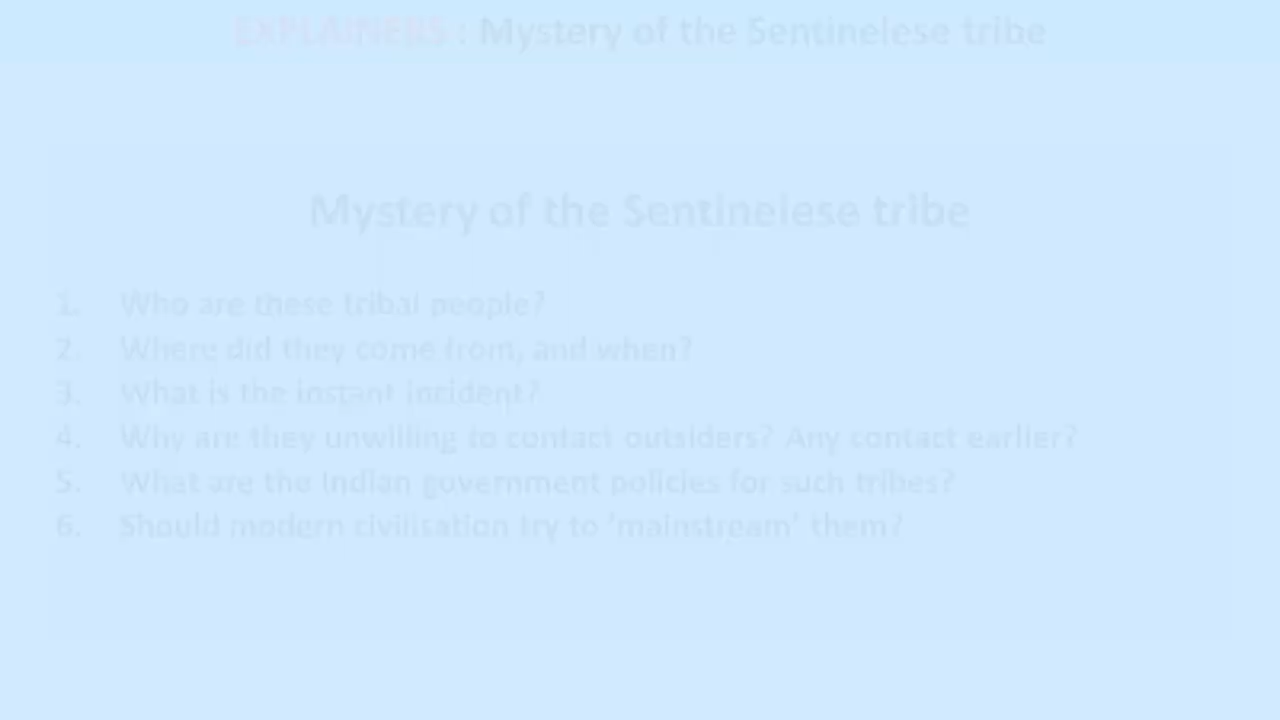 EXPLAINERS : Mystery of the Sentinelese tribe
Mystery of the Sentinelese tribe
1. Who are these tribal people?
2. Where did they come from, and when?
3. What is the instant incident?
4. Why are they unwilling to contact outsiders? Any contact earlier?
5. What are the Indian government policies for such tribes?
6. Should modern civilisation try to 'mainstream' them?